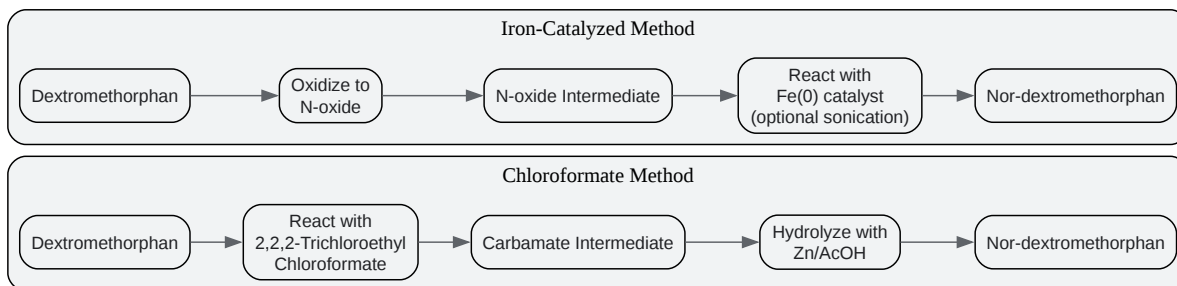 Iron-Catalyzed Method
Dextromethorphan
Oxidize to
N-oxide
N-oxide Intermediate
React with
Fe(0) catalyst
(optional sonication)
Nor-dextromethorphan
Chloroformate Method
Dextromethorphan
React with
2,2,2-Trichloroethyl
Chloroformate
Carbamate Intermediate
Hydrolyze with
Zn/AcOH
Nor-dextromethorphan